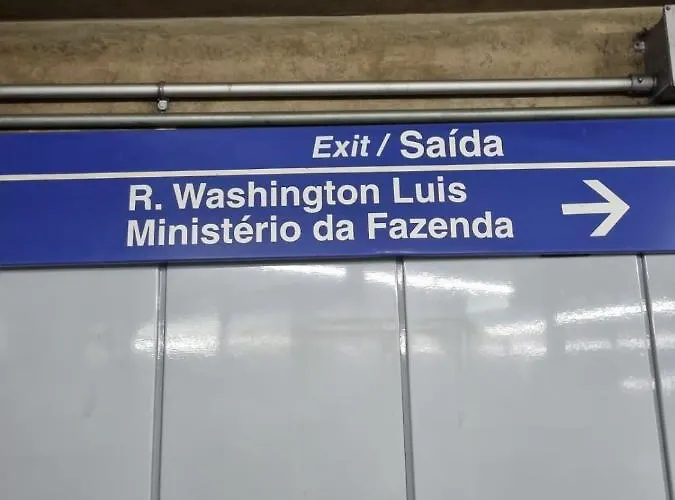 Exit / Saída
R. Washington Luis
Ministério da Fazenda